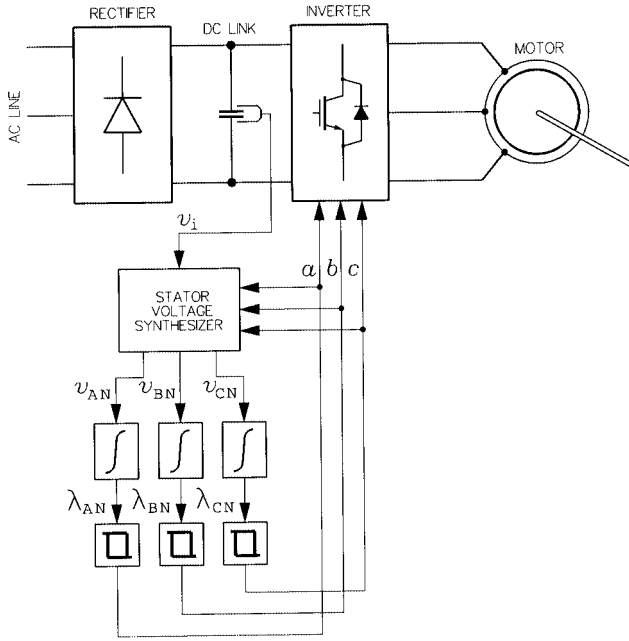 RECTIFIER
DC LINK
INVERTER
MOTOR
AC LINE
v_i
a b c
STATOR
VOLTAGE
SYNTHESIZER
v_AN v_BN v_CN
∫ ∫ ∫
λ_AN λ_BN λ_CN